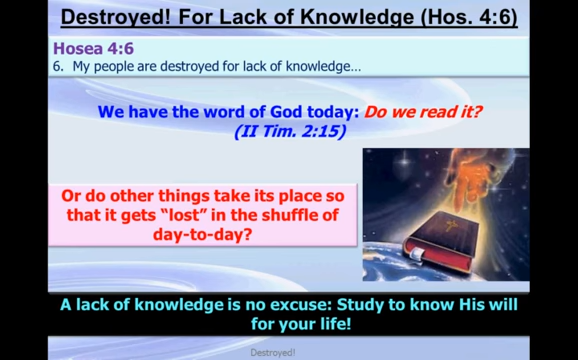 Destroyed! For Lack of Knowledge (Hos. 4:6)
Hosea 4:6
6. My people are destroyed for lack of knowledge…
We have the word of God today: Do we read it?
(II Tim. 2:15)
Or do other things take its place so
that it gets “lost” in the shuffle of
day-to-day?
A lack of knowledge is no excuse: Study to know His will
for your life!
Destroyed!